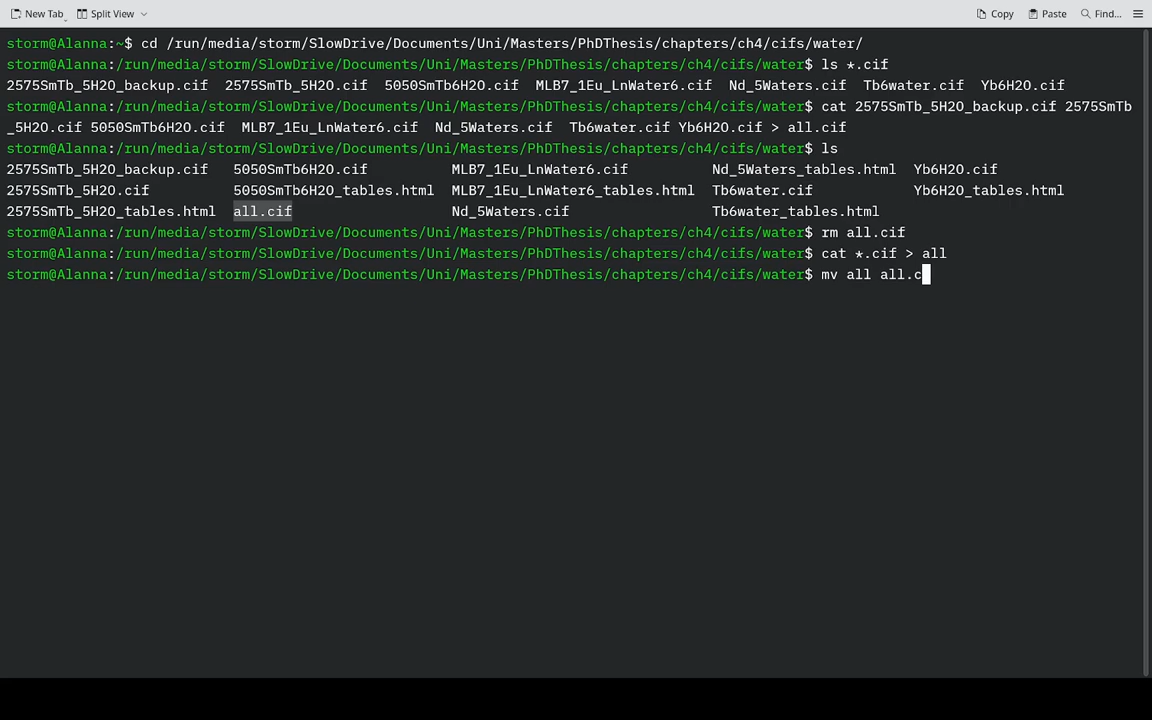 New Tab Split View Copy Paste Find...
storm@Alanna:~$ cd /run/media/storm/SlowDrive/Documents/Uni/Masters/PhDThesis/chapters/ch4/cifs/water/
storm@Alanna:/run/media/storm/SlowDrive/Documents/Uni/Masters/PhDThesis/chapters/ch4/cifs/water$ ls *.cif
2575SmTb_5H2O_backup.cif  2575SmTb_5H2O.cif  5050SmTb6H2O.cif  MLB7_1Eu_LnWater6.cif  Nd_5Waters.cif  Tb6water.cif  Yb6H2O.cif
storm@Alanna:/run/media/storm/SlowDrive/Documents/Uni/Masters/PhDThesis/chapters/ch4/cifs/water$ cat 2575SmTb_5H2O_backup.cif 2575SmTb
_5H2O.cif 5050SmTb6H2O.cif  MLB7_1Eu_LnWater6.cif  Nd_5Waters.cif  Tb6water.cif Yb6H2O.cif > all.cif
storm@Alanna:/run/media/storm/SlowDrive/Documents/Uni/Masters/PhDThesis/chapters/ch4/cifs/water$ ls
2575SmTb_5H2O_backup.cif  5050SmTb6H2O.cif  MLB7_1Eu_LnWater6.cif  Nd_5Waters_tables.html  Yb6H2O.cif
2575SmTb_5H2O.cif  5050SmTb6H2O_tables.html  MLB7_1Eu_LnWater6_tables.html  Tb6water.cif  Yb6H2O_tables.html
2575SmTb_5H2O_tables.html  all.cif  Nd_5Waters.cif  Tb6water_tables.html
storm@Alanna:/run/media/storm/SlowDrive/Documents/Uni/Masters/PhDThesis/chapters/ch4/cifs/water$ rm all.cif
storm@Alanna:/run/media/storm/SlowDrive/Documents/Uni/Masters/PhDThesis/chapters/ch4/cifs/water$ cat *.cif > all
storm@Alanna:/run/media/storm/SlowDrive/Documents/Uni/Masters/PhDThesis/chapters/ch4/cifs/water$ mv all all.c